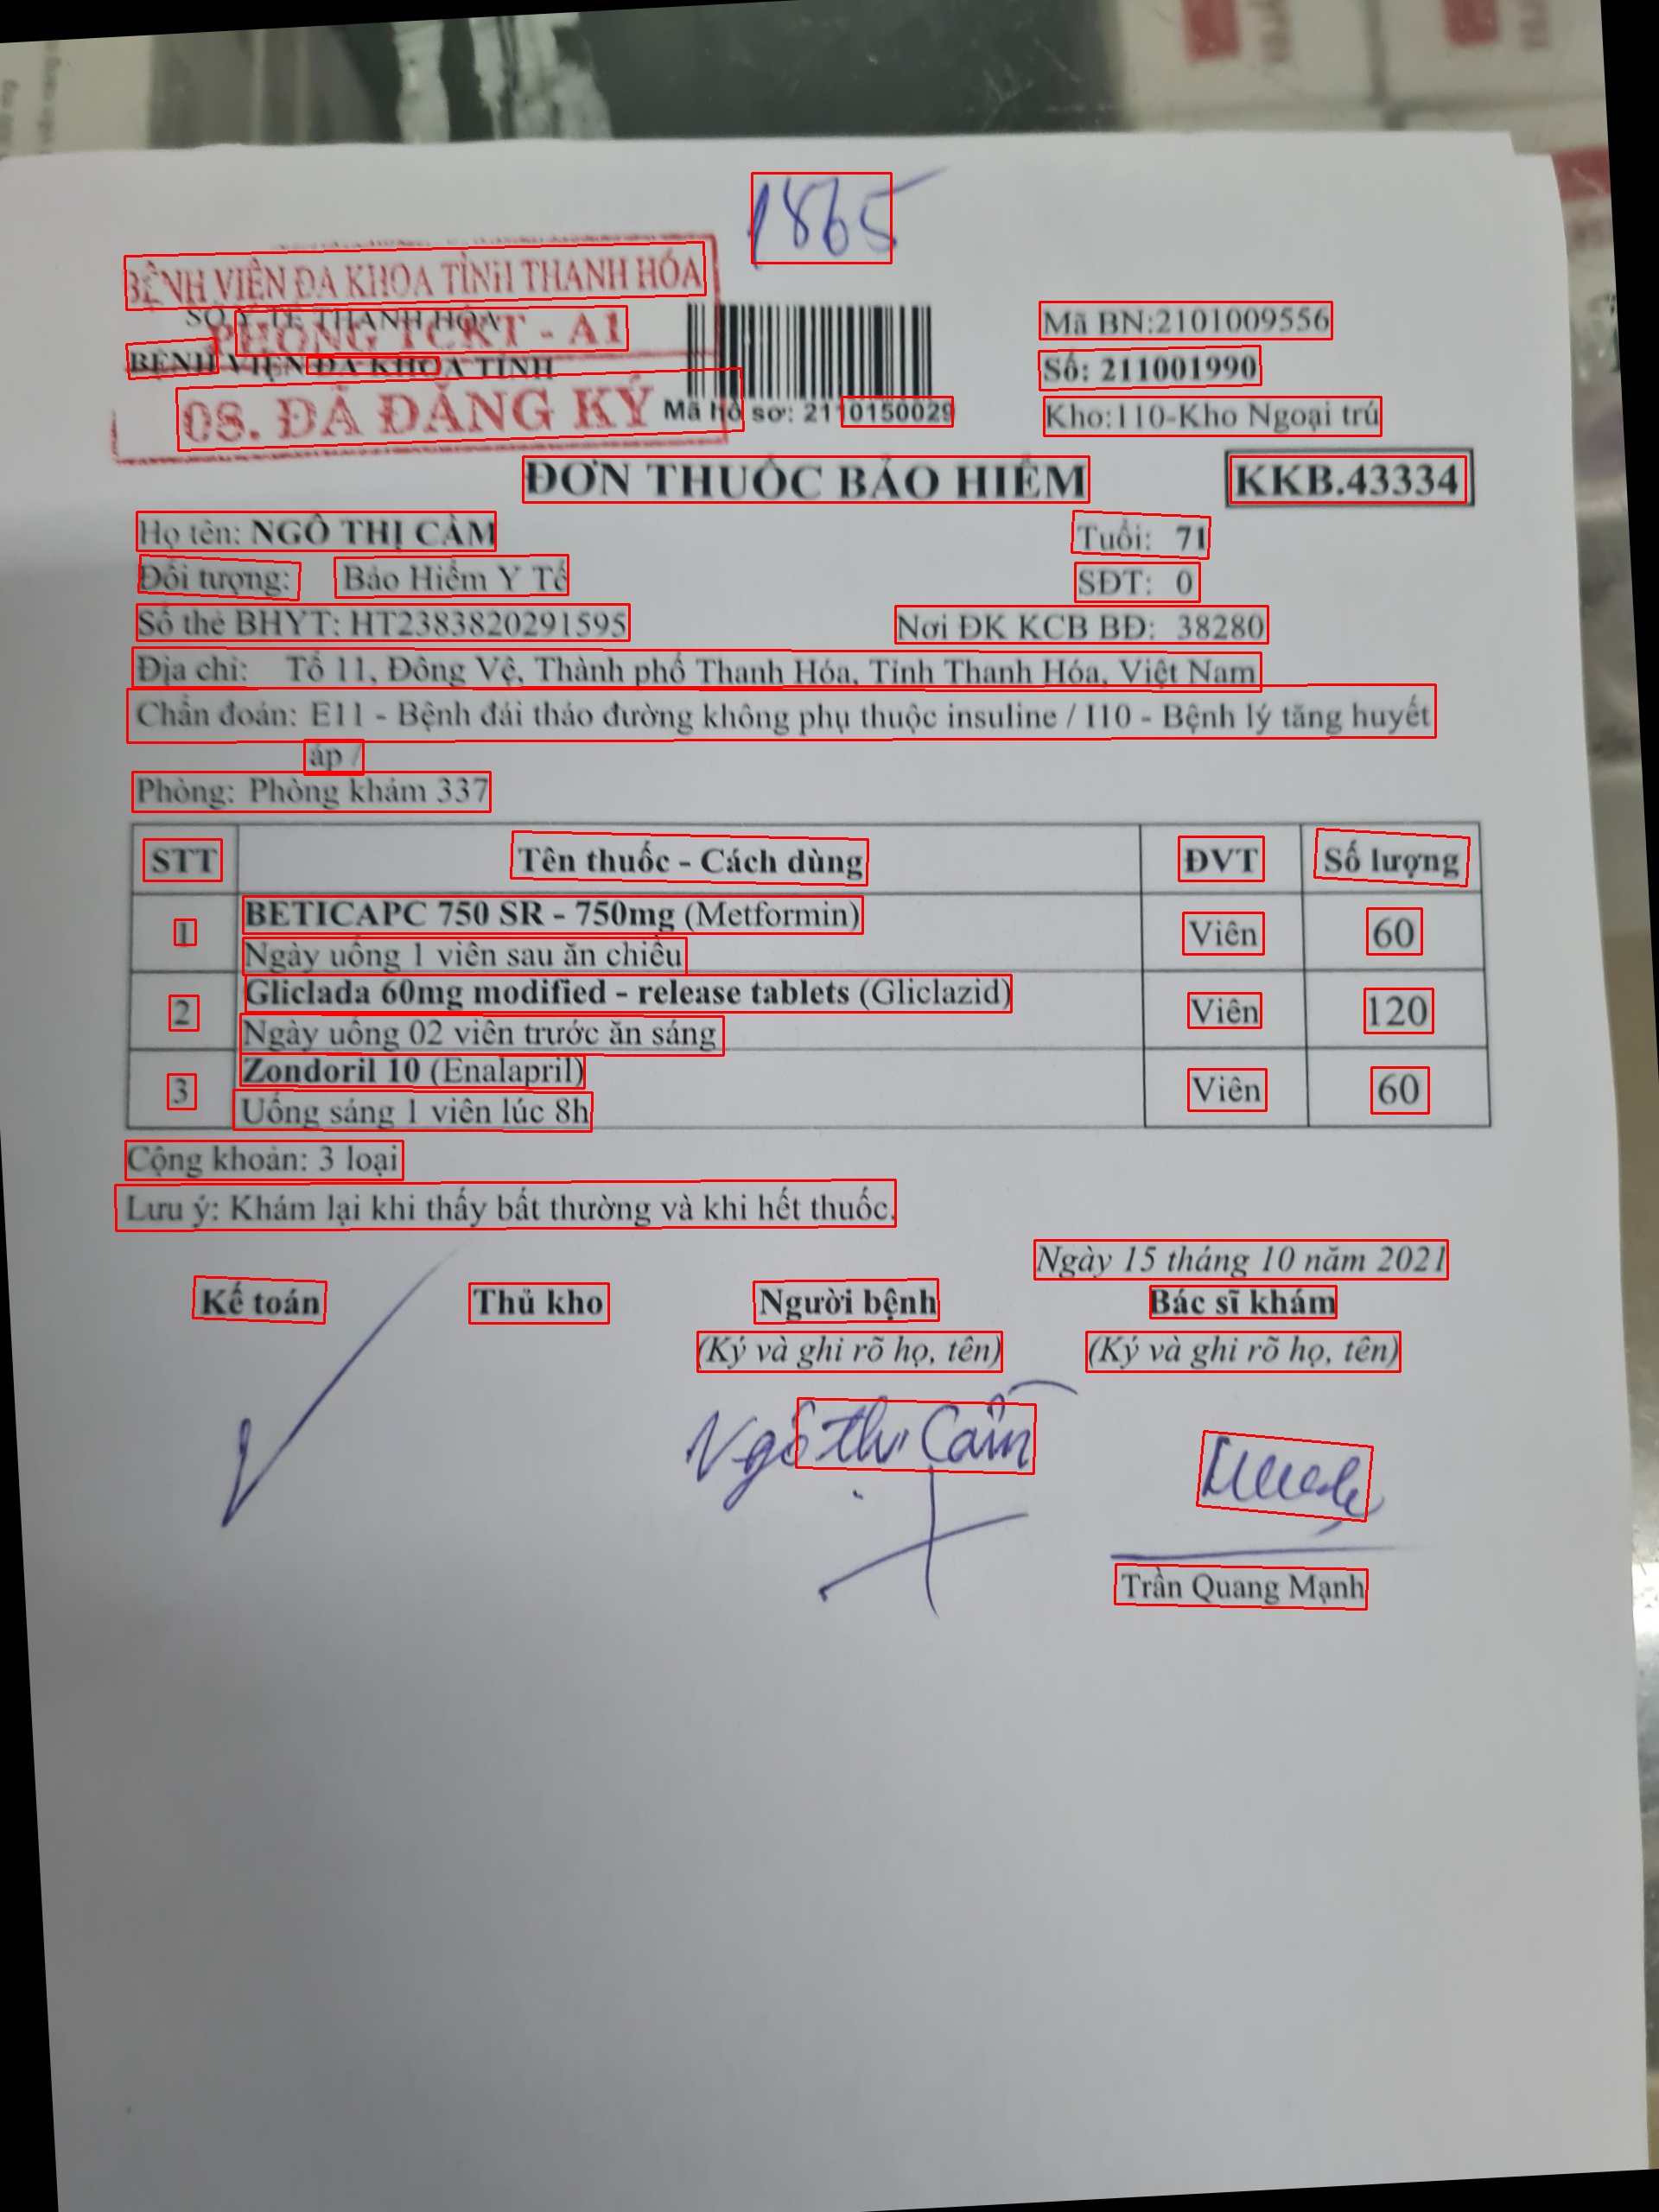 1865
BỆNH VIỆN ĐA KHOA TỈNH THANH HÓA
SỞ Y TẾ THANH HÓA
PHÒNG TCKT - A1
Mã BN:2101009556
BỆNH VIỆN ĐA KHOA TỈNH
Số: 211001990
08. ĐÃ ĐĂNG KÝ
Mã hồ sơ: 2110150029
Kho:110-Kho Ngoại trú
ĐƠN THUỐC BẢO HIỂM
KKB.43334
Họ tên: NGÔ THỊ CẢM
Tuổi: 71
Đối tượng: Bảo Hiểm Y Tế
SĐT: 0
Số thẻ BHYT: HT2383820291595
Nơi ĐK KCB BĐ: 38280
Địa chỉ: Tổ 11, Đông Vệ, Thành phố Thanh Hóa, Tỉnh Thanh Hóa, Việt Nam
Chẩn đoán: E11 - Bệnh đái tháo đường không phụ thuộc insuline / I10 - Bệnh lý tăng huyết
áp /
Phòng: Phòng khám 337
STT Tên thuốc - Cách dùng ĐVT Số lượng
1 BETICAPC 750 SR - 750mg (Metformin) Viên 60
Ngày uống 1 viên sau ăn chiều
2 Gliclada 60mg modified - release tablets (Gliclazid) Viên 120
Ngày uống 02 viên trước ăn sáng
3 Zondoril 10 (Enalapril) Viên 60
Uống sáng 1 viên lúc 8h
Cộng khoản: 3 loại
Lưu ý: Khám lại khi thấy bất thường và khi hết thuốc.
Ngày 15 tháng 10 năm 2021
Kế toán Thủ kho Người bệnh Bác sĩ khám
(Ký và ghi rõ họ, tên) (Ký và ghi rõ họ, tên)
Ngô Thị Cảm
Trần Quang Mạnh